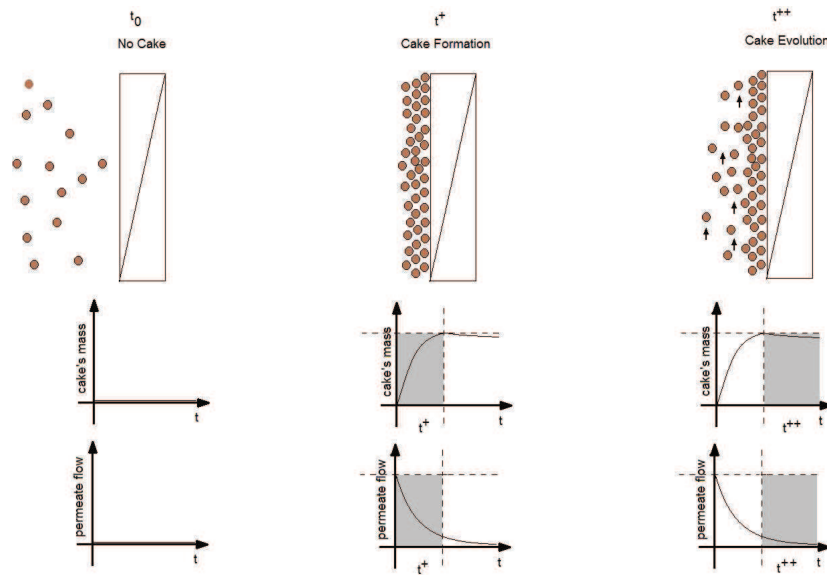 t0
No Cake
t+
Cake Formation
t++
Cake Evolution
cake's mass
t
cake's mass
t+
t
cake's mass
t++
t
permeate flow
t
permeate flow
t+
t
permeate flow
t++
t